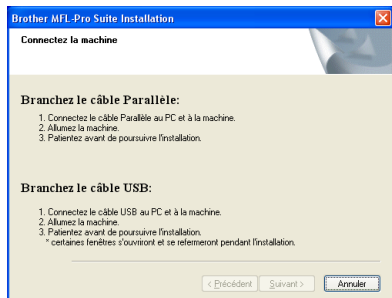 Brother MFL-Pro Suite Installation
Connectez la machine
Branchez le câble Parallèle:
1. Connectez le câble Parallèle au PC et à la machine.
2. Allumez la machine.
3. Patientez avant de poursuivre l'installation.
Branchez le câble USB:
1. Connectez le câble USB au PC et à la machine.
2. Allumez la machine.
3. Patientez avant de poursuivre l'installation.
* certaines fenêtres s'ouvriront et se refermeront pendant l'installation.
< Précédent Suivant > Annuler